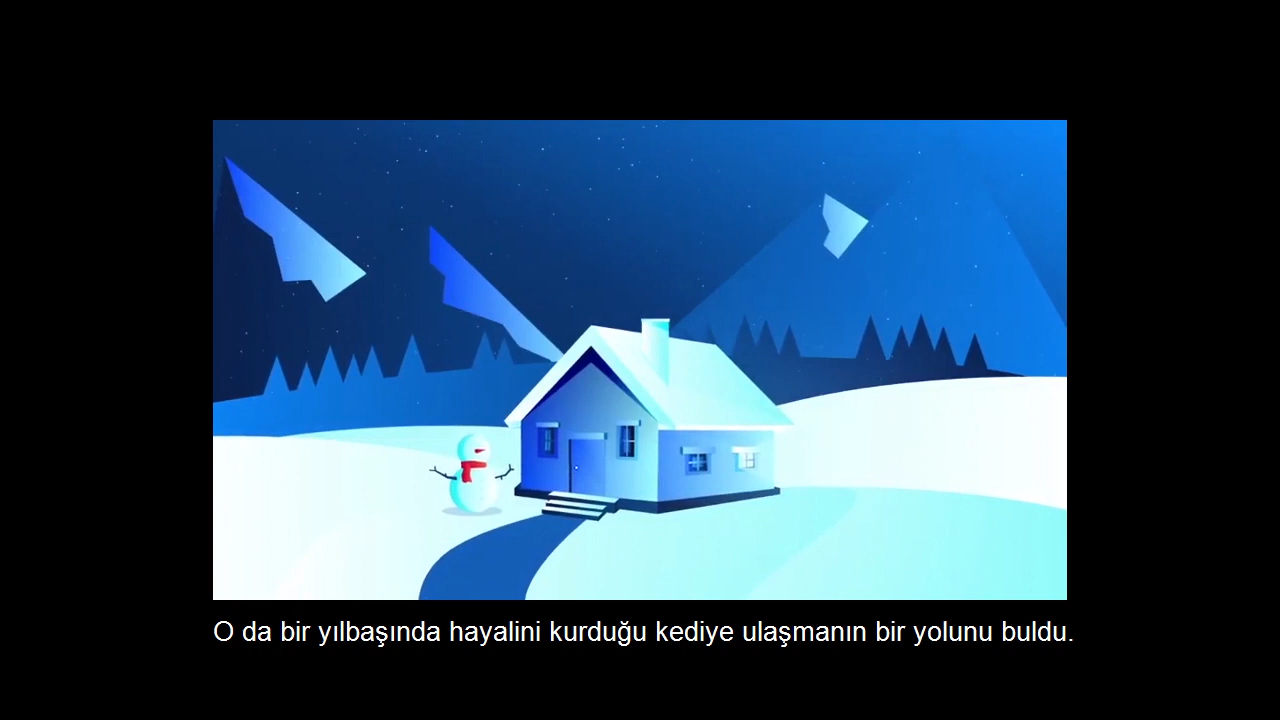 O da bir yılbaşında hayalini kurduğu kediye ulaşmanın bir yolunu buldu.